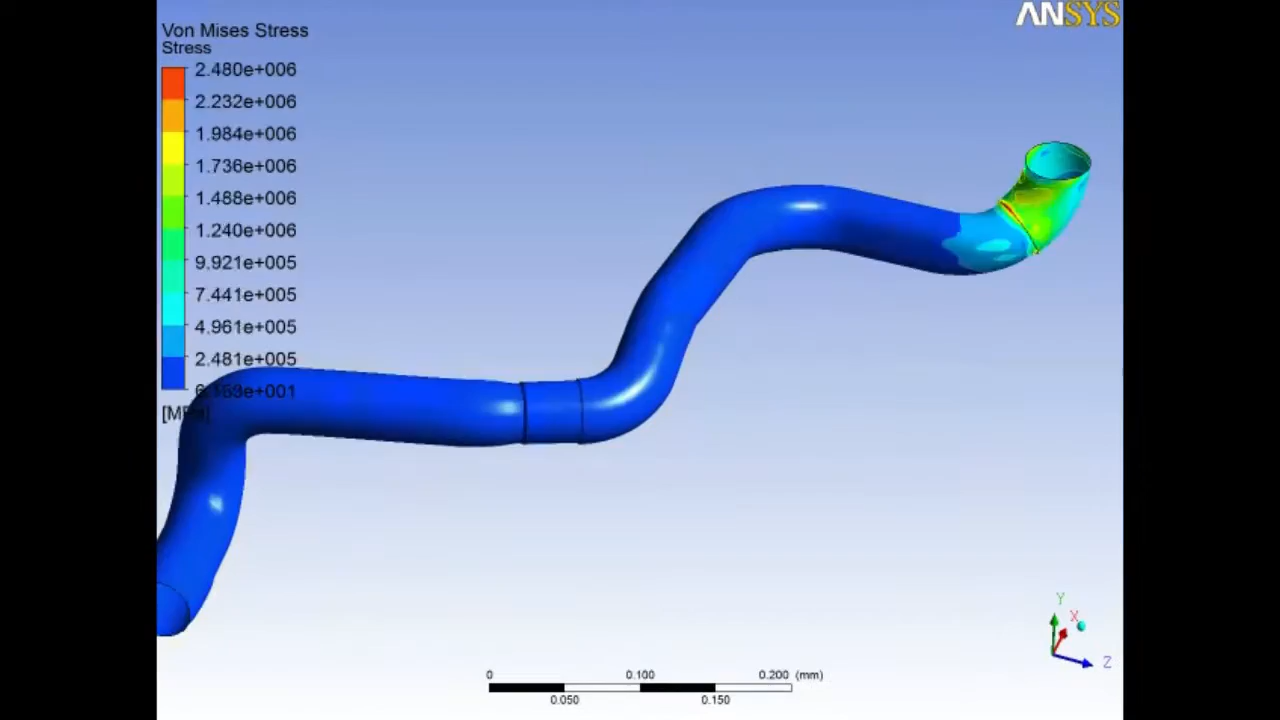 ANSYS
Von Mises Stress
Stress
2.480e+006
2.232e+006
1.984e+006
1.736e+006
1.488e+006
1.240e+006
9.921e+005
7.441e+005
4.961e+005
2.481e+005
Y
X
Z
0 0.100 0.200 (mm)
0.050 0.150